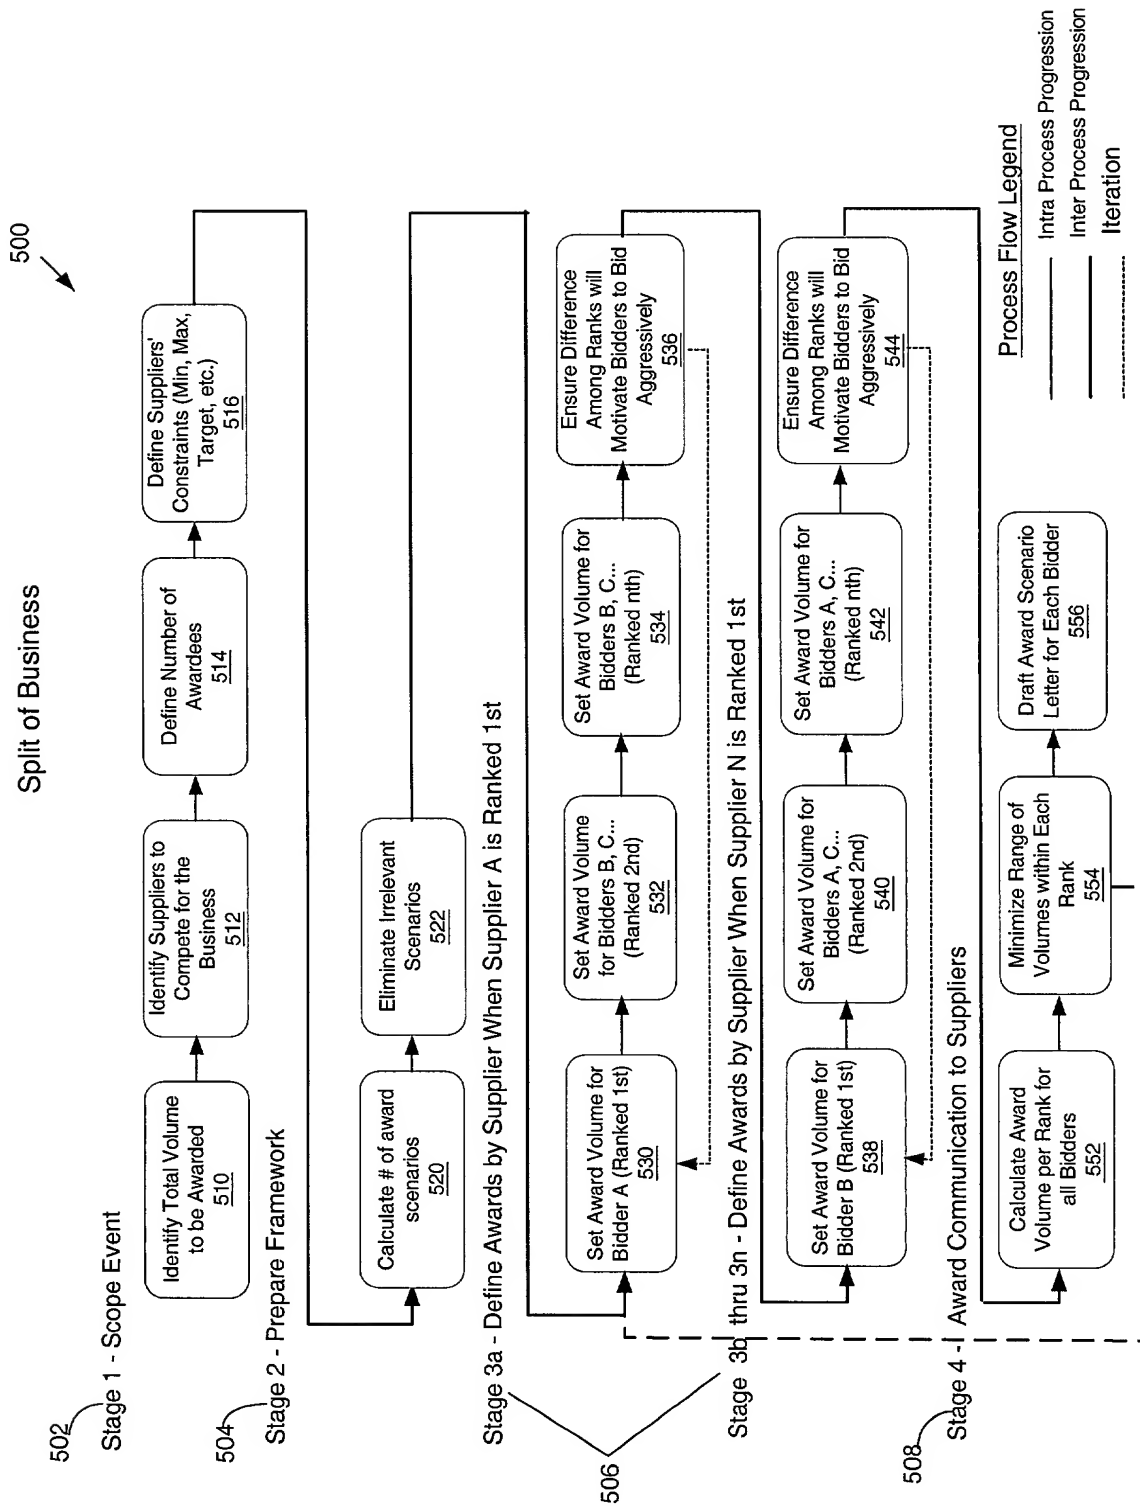 Split of Business
500
502
Stage 1 - Scope Event
Identify Total Volume
to be Awarded
510
Identify Suppliers to
Compete for the
Business
512
Define Number of
Awardees
514
Define Suppliers'
Constraints (Min, Max,
Target, etc.)
516
504
Stage 2 - Prepare Framework
Calculate # of award
scenarios
520
Eliminate Irrelevant
Scenarios
522
506
Stage 3a - Define Awards by Supplier When Supplier A is Ranked 1st
Set Award Volume for
Bidder A (Ranked 1st)
530
Set Award Volume
for Bidders B, C...
(Ranked 2nd)
532
Set Award Volume for
Bidders B, C...
(Ranked nth)
534
Ensure Difference
Among Ranks will
Motivate Bidders to Bid
Aggressively
536
Stage 3b thru 3n - Define Awards by Supplier When Supplier N is Ranked 1st
Set Award Volume for
Bidder B (Ranked 1st)
538
Set Award Volume for
Bidders A, C...
(Ranked 2nd)
540
Set Award Volume for
Bidders A, C...
(Ranked nth)
542
Ensure Difference
Among Ranks will
Motivate Bidders to Bid
Aggressively
544
508
Stage 4 - Award Communication to Suppliers
Calculate Award
Volume per Rank for
all Bidders
552
Minimize Range of
Volumes within Each
Rank
554
Draft Award Scenario
Letter for Each Bidder
556
Process Flow Legend
Intra Process Progression
Inter Process Progression
Iteration